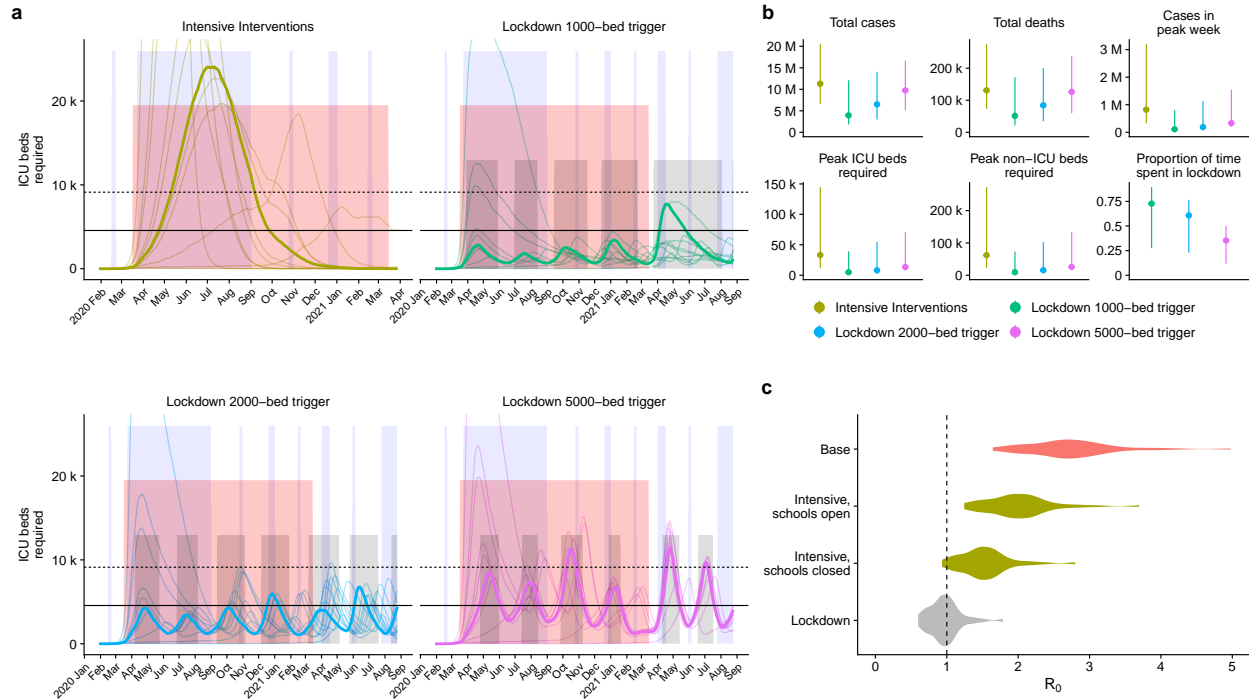 a
Intensive Interventions
Lockdown 1000−bed trigger
ICU beds
required
20 k
10 k
0
2020 Feb
Mar
Apr
May
Jun
Jul
Aug
Sep
Oct
Nov
Dec
2021 Jan
Feb
Mar
Apr
2020 Jan
Feb
Mar
Apr
May
Jun
Jul
Aug
Sep
Oct
Nov
Dec
2021 Jan
Feb
Mar
Apr
May
Jun
Jul
Aug
Sep
Lockdown 2000−bed trigger
Lockdown 5000−bed trigger
ICU beds
required
20 k
10 k
0
2020 Jan
Feb
Mar
Apr
May
Jun
Jul
Aug
Sep
Oct
Nov
Dec
2021 Jan
Feb
Mar
Apr
May
Jun
Jul
Aug
Sep
2020 Jan
Feb
Mar
Apr
May
Jun
Jul
Aug
Sep
Oct
Nov
Dec
2021 Jan
Feb
Mar
Apr
May
Jun
Jul
Aug
Sep
b
Total cases
20 M
15 M
10 M
5 M
0
Total deaths
200 k
100 k
0
Cases in
peak week
3 M
2 M
1 M
0
Peak ICU beds
required
150 k
100 k
50 k
0
Peak non−ICU beds
required
200 k
100 k
0
Proportion of time
spent in lockdown
0.75
0.5
0.25
0
Intensive Interventions
Lockdown 1000−bed trigger
Lockdown 2000−bed trigger
Lockdown 5000−bed trigger
c
Base
Intensive,
schools open
Intensive,
schools closed
Lockdown
0 1 2 3 4 5
R0